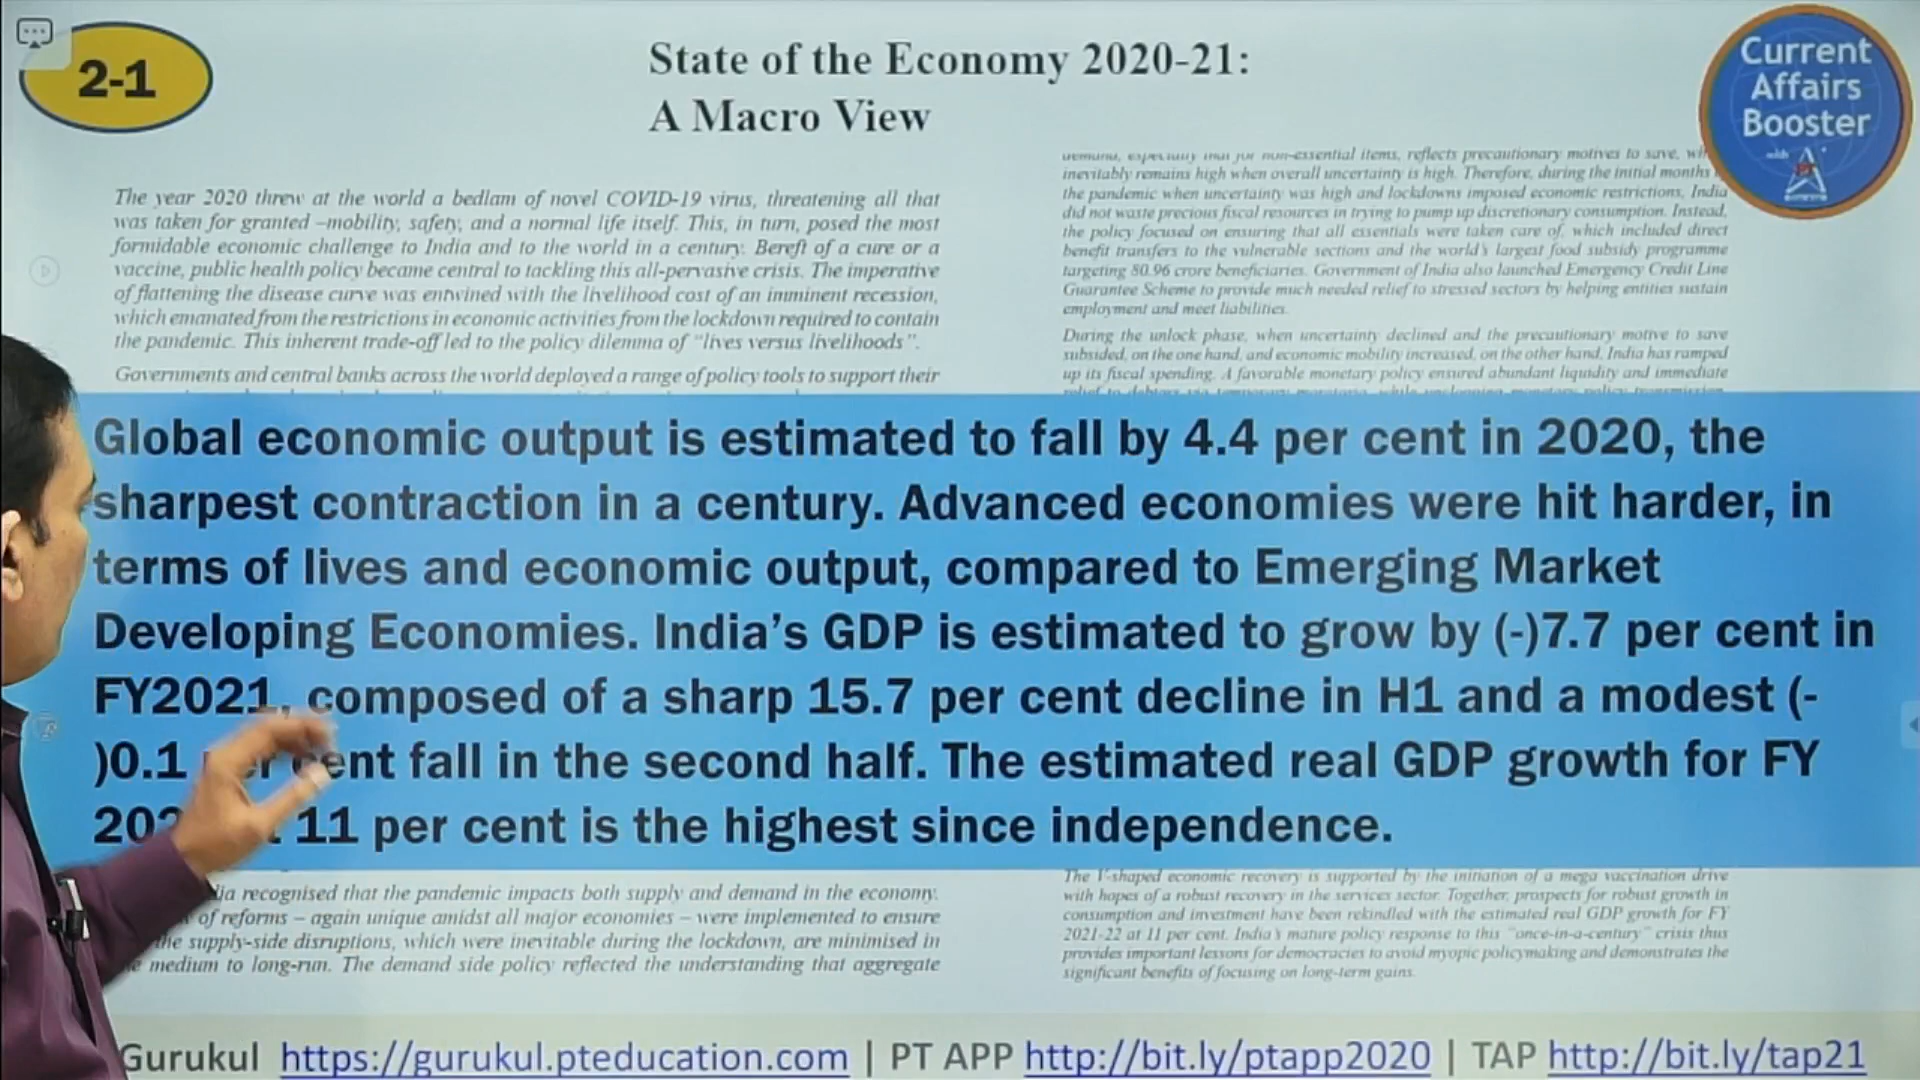 2-1
State of the Economy 2020-21:
A Macro View
Current
Affairs
Booster
with
The year 2020 threw at the world a bedlam of novel COVID-19 virus, threatening all that
was taken for granted –mobility, safety, and a normal life itself. This, in turn, posed the most
formidable economic challenge to India and to the world in a century. Bereft of a cure or a
vaccine, public health policy became central to tackling this all-pervasive crisis. The imperative
of flattening the disease curve was entwined with the livelihood cost of an imminent recession,
which emanated from the restrictions in economic activities from the lockdown required to contain
the pandemic. This inherent trade-off led to the policy dilemma of "lives versus livelihoods".
Governments and central banks across the world deployed a range of policy tools to support their
demand, especially that for non-essential items, reflects precautionary motives to save,
inevitably remains high when overall uncertainty is high. Therefore, during the initial months
the pandemic when uncertainty was high and lockdowns imposed economic restrictions, India
did not waste precious fiscal resources in trying to pump up discretionary consumption. Instead,
the policy focused on ensuring that all essentials were taken care of, which included direct
benefit transfers to the vulnerable sections and the world's largest food subsidy programme
targeting 80.96 crore beneficiaries. Government of India also launched Emergency Credit Line
Guarantee Scheme to provide much needed relief to stressed sectors by helping entities sustain
employment and meet liabilities.
During the unlock phase, when uncertainty declined and the precautionary motive to save
subsided, on the one hand, and economic mobility increased, on the other hand, India has ramped
up its fiscal spending. A favorable monetary policy ensured abundant liquidity and immediate
Global economic output is estimated to fall by 4.4 per cent in 2020, the
sharpest contraction in a century. Advanced economies were hit harder, in
terms of lives and economic output, compared to Emerging Market
Developing Economies. India's GDP is estimated to grow by (-)7.7 per cent in
FY2021, composed of a sharp 15.7 per cent decline in H1 and a modest (-
)0.1 per cent fall in the second half. The estimated real GDP growth for FY
11 per cent is the highest since independence.
recognised that the pandemic impacts both supply and demand in the economy.
of reforms – again unique amidst all major economies – were implemented to ensure
supply-side disruptions, which were inevitable during the lockdown, are minimised in
medium to long-run. The demand side policy reflected the understanding that aggregate
The V-shaped economic recovery is supported by the initiation of a mega vaccination drive
with hopes of a robust recovery in the services sector. Together, prospects for robust growth in
consumption and investment have been rekindled with the estimated real GDP growth for FY
2021-22 at 11 per cent. India's mature policy response to this "once-in-a-century" crisis thus
provides important lessons for democracies to avoid myopic policymaking and demonstrates the
significant benefits of focusing on long-term gains.
Gurukul https://gurukul.pteducation.com | PT APP http://bit.ly/ptapp2020 | TAP http://bit.ly/tap21